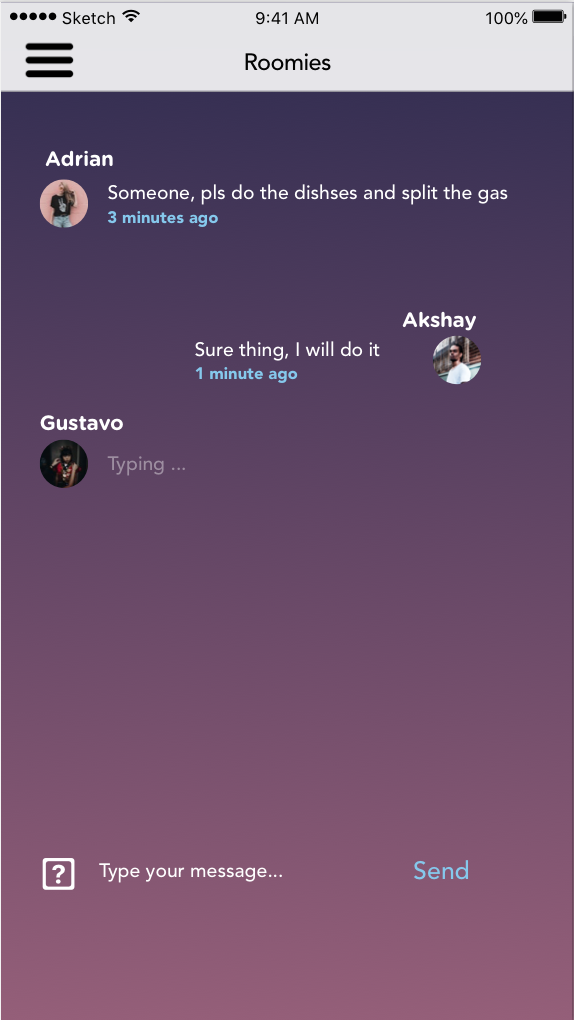 Sketch 9:41 AM 100%
Roomies
Adrian
Someone, pls do the dishses and split the gas
3 minutes ago
Akshay
Sure thing, I will do it
1 minute ago
Gustavo
Typing ...
? Type your message... Send